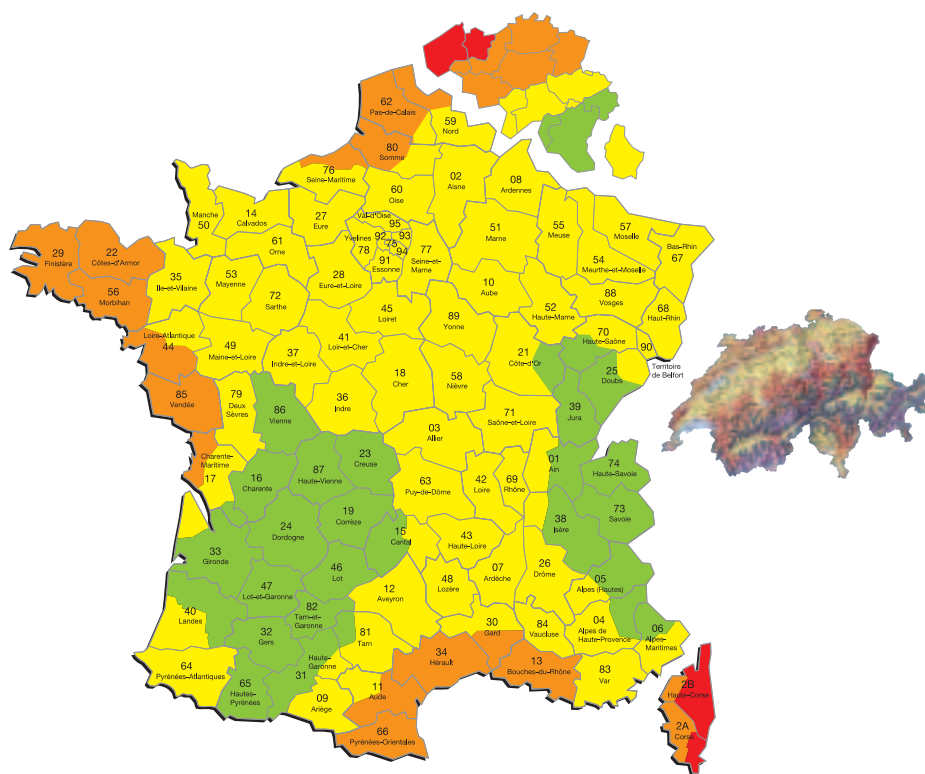 62
Pas-de-Calais
59
Nord
80
Somme
76
Seine-Maritime
02
Aisne
08
Ardennes
60
Oise
Val-d'Oise
95
Manche
50
14
Calvados
27
Eure
Yvelines
78
92
93
75
94
91
Essonne
77
Seine-et-
Marne
51
Marne
55
Meuse
57
Moselle
Bas-Rhin
67
54
Meurthe-et-Moselle
61
Orne
29
Finistère
22
Côtes-d'Armor
56
Morbihan
35
Ile-et-Vilaine
53
Mayenne
72
Sarthe
28
Eure-et-Loire
10
Aube
52
Haute-Marne
88
Vosges
68
Haut-Rhin
45
Loiret
89
Yonne
70
Haute-Saône
90
Territoire
de Belfort
Loire-Atlantique
44
49
Maine-et-Loire
37
Indre-et-Loire
41
Loir-et-Cher
18
Cher
58
Nièvre
21
Côte-d'Or
25
Doubs
85
Vendée
79
Deux
Sèvres
86
Vienne
36
Indre
39
Jura
71
Saône-et-Loire
03
Allier
Charente-
Maritime
17
16
Charente
87
Haute-Vienne
23
Creuse
63
Puy-de-Dôme
42
Loire
69
Rhône
01
Ain
74
Haute-Savoie
73
Savoie
38
Isère
24
Dordogne
19
Corrèze
15
Cantal
43
Haute-Loire
33
Gironde
46
Lot
47
Lot-et-Garonne
12
Aveyron
48
Lozère
07
Ardèche
26
Drôme
05
Alpes (Hautes)
40
Landes
32
Gers
82
Tarn-et-
Garonne
81
Tarn
30
Gard
84
Vaucluse
04
Alpes de
Haute-Provence
06
Alpes-
Maritimes
64
Pyrénées-Atlantiques
65
Hautes-
Pyrénées
Haute-
Garonne
31
09
Ariège
11
Aude
34
Hérault
13
Bouches-du-Rhône
83
Var
66
Pyrénées-Orientales
2B
Haute-Corse
2A
Corse